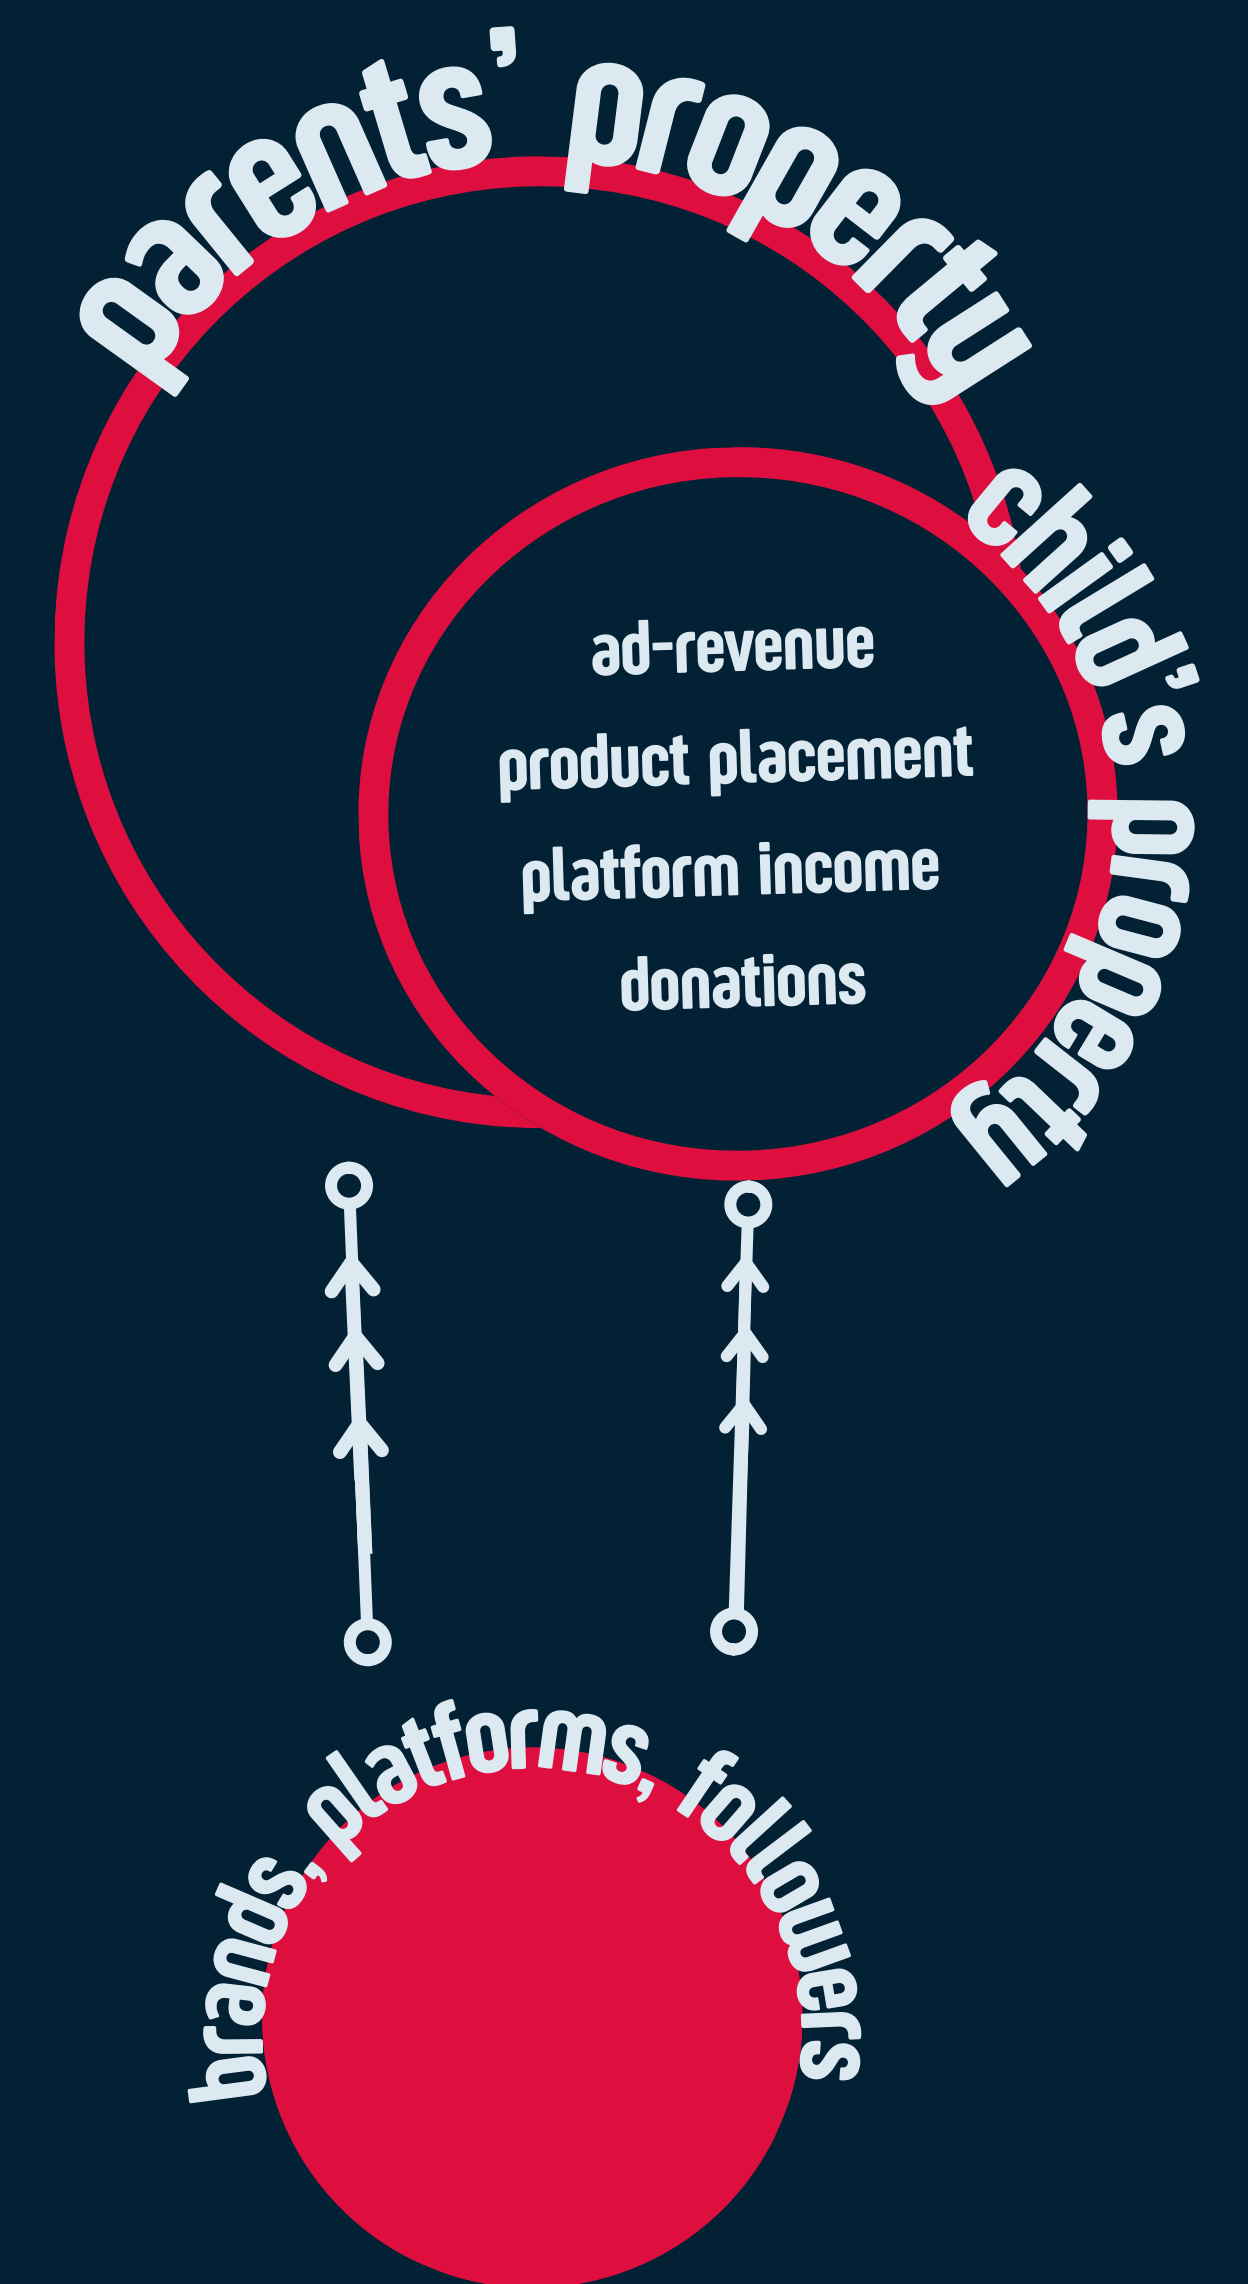 parents’ property
child’s property
ad-revenue
product placement
platform income
donations
brands, platforms, followers